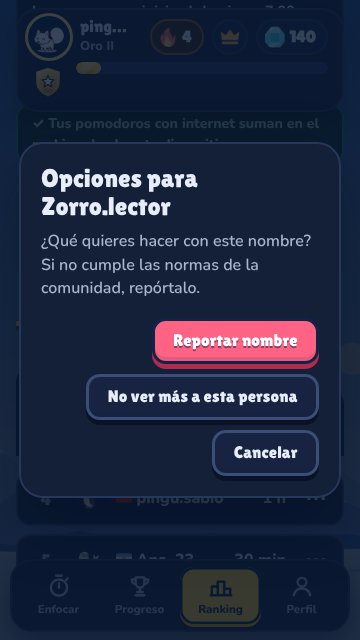 ping...
Oro II
4
140
✓ Tus pomodoros con internet suman en el
Opciones para
Zorro.lector
¿Qué quieres hacer con este nombre?
Si no cumple las normas de la
comunidad, repórtalo.
Reportar nombre
No ver más a esta persona
Cancelar
4 pingu.sabio 1 h ...
Enfocar Progreso Ranking Perfil